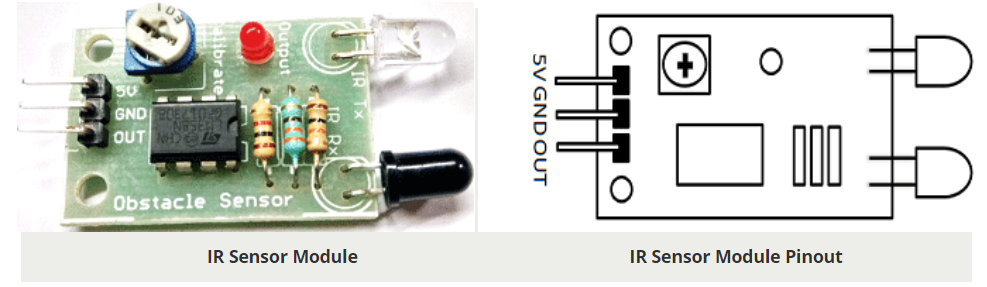 103
Calibrate
Output
IR Tx
5V
GND
OUT
IR Rx
Obstacle Sensor
5V GND OUT
IR Sensor Module
IR Sensor Module Pinout